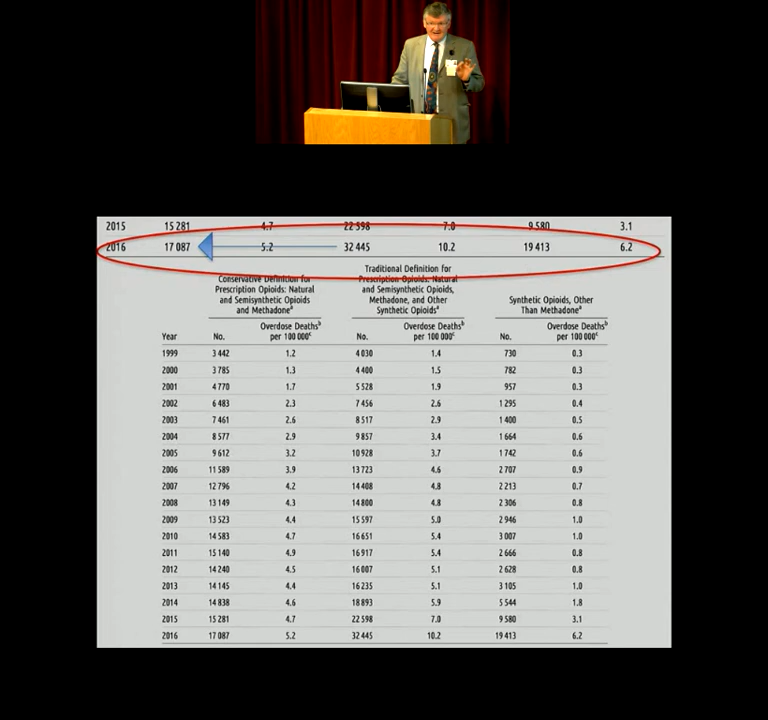 2015 15 281 4.7 22 598 7.0 9 580 3.1
2016 17 087 5.2 32 445 10.2 19 413 6.2
Conservative Definition for
Prescription Opioids: Natural
and Semisynthetic Opioids
and Methadoneᵇ
Traditional Definition for
Prescription Opioids: Natural
and Semisynthetic Opioids,
Methadone, and Other
Synthetic Opioidsᵃ
Synthetic Opioids, Other
Than Methadoneᵃ
Year No. Overdose Deathsᵇ per 100 000ᶜ No. Overdose Deathsᵇ per 100 000ᶜ No. Overdose Deathsᵇ per 100 000ᶜ
1999 3 442 1.2 4 030 1.4 730 0.3
2000 3 785 1.3 4 400 1.5 782 0.3
2001 4 770 1.7 5 528 1.9 957 0.3
2002 6 483 2.3 7 456 2.6 1 295 0.4
2003 7 461 2.6 8 517 2.9 1 400 0.5
2004 8 577 2.9 9 857 3.4 1 664 0.6
2005 9 612 3.2 10 928 3.7 1 742 0.6
2006 11 589 3.9 13 723 4.6 2 707 0.9
2007 12 796 4.2 14 408 4.8 2 213 0.7
2008 13 149 4.3 14 800 4.8 2 306 0.8
2009 13 523 4.4 15 597 5.0 2 946 1.0
2010 14 583 4.7 16 651 5.4 3 007 1.0
2011 15 140 4.9 16 917 5.4 2 666 0.8
2012 14 240 4.5 16 007 5.1 2 628 0.8
2013 14 145 4.4 16 235 5.1 3 105 1.0
2014 14 838 4.6 18 893 5.9 5 544 1.8
2015 15 281 4.7 22 598 7.0 9 580 3.1
2016 17 087 5.2 32 445 10.2 19 413 6.2